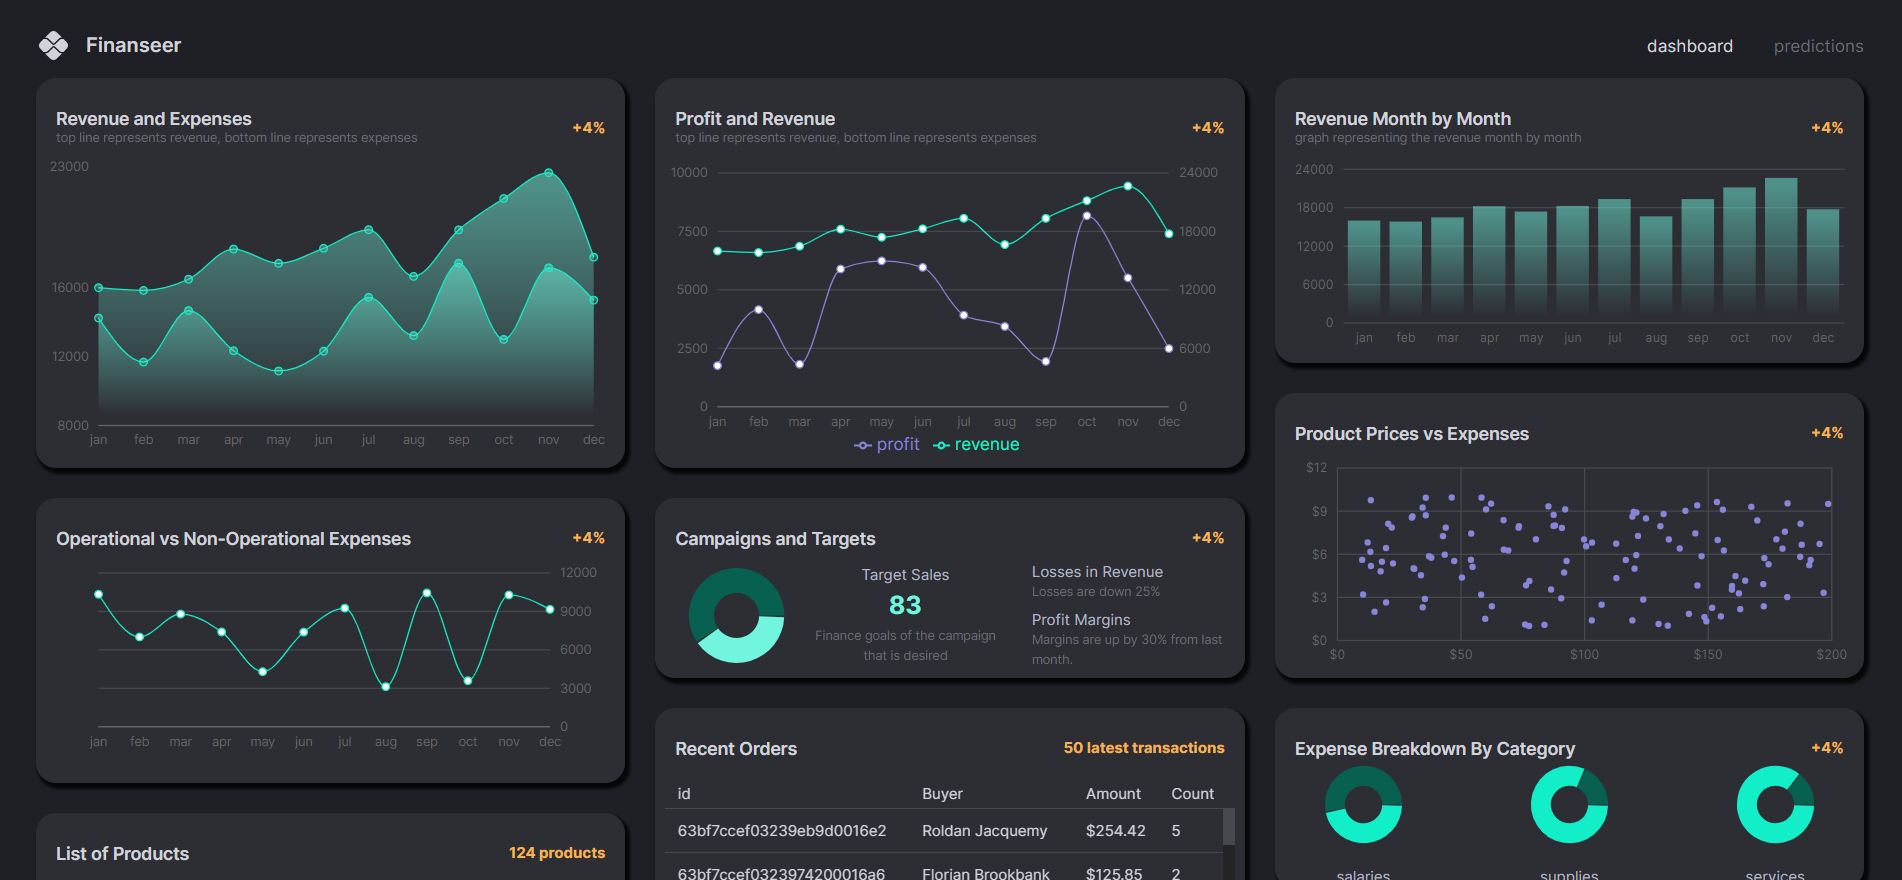 Finanseer
dashboard predictions
Revenue and Expenses
top line represents revenue, bottom line represents expenses
+4%
23000
16000
12000
8000
jan feb mar apr may jun jul aug sep oct nov dec
Profit and Revenue
top line represents revenue, bottom line represents expenses
+4%
10000 24000
7500 18000
5000 12000
2500 6000
0 0
jan feb mar apr may jun jul aug sep oct nov dec
profit revenue
Revenue Month by Month
graph representing the revenue month by month
+4%
24000
18000
12000
6000
0
jan feb mar apr may jun jul aug sep oct nov dec
Operational vs Non-Operational Expenses
+4%
12000
9000
6000
3000
0
jan feb mar apr may jun jul aug sep oct nov dec
Campaigns and Targets
+4%
Target Sales
83
Finance goals of the campaign
that is desired
Losses in Revenue
Losses are down 25%
Profit Margins
Margins are up by 30% from last
month.
Product Prices vs Expenses
+4%
$12
$9
$6
$3
$0
$0 $50 $100 $150 $200
List of Products
124 products
Recent Orders
50 latest transactions
id Buyer Amount Count
63bf7ccef03239eb9d0016e2 Roldan Jacquemy $254.42 5
63bf7ccef0323974200016a6 Florian Brookbank $125.85 2
Expense Breakdown By Category
+4%
salaries supplies services